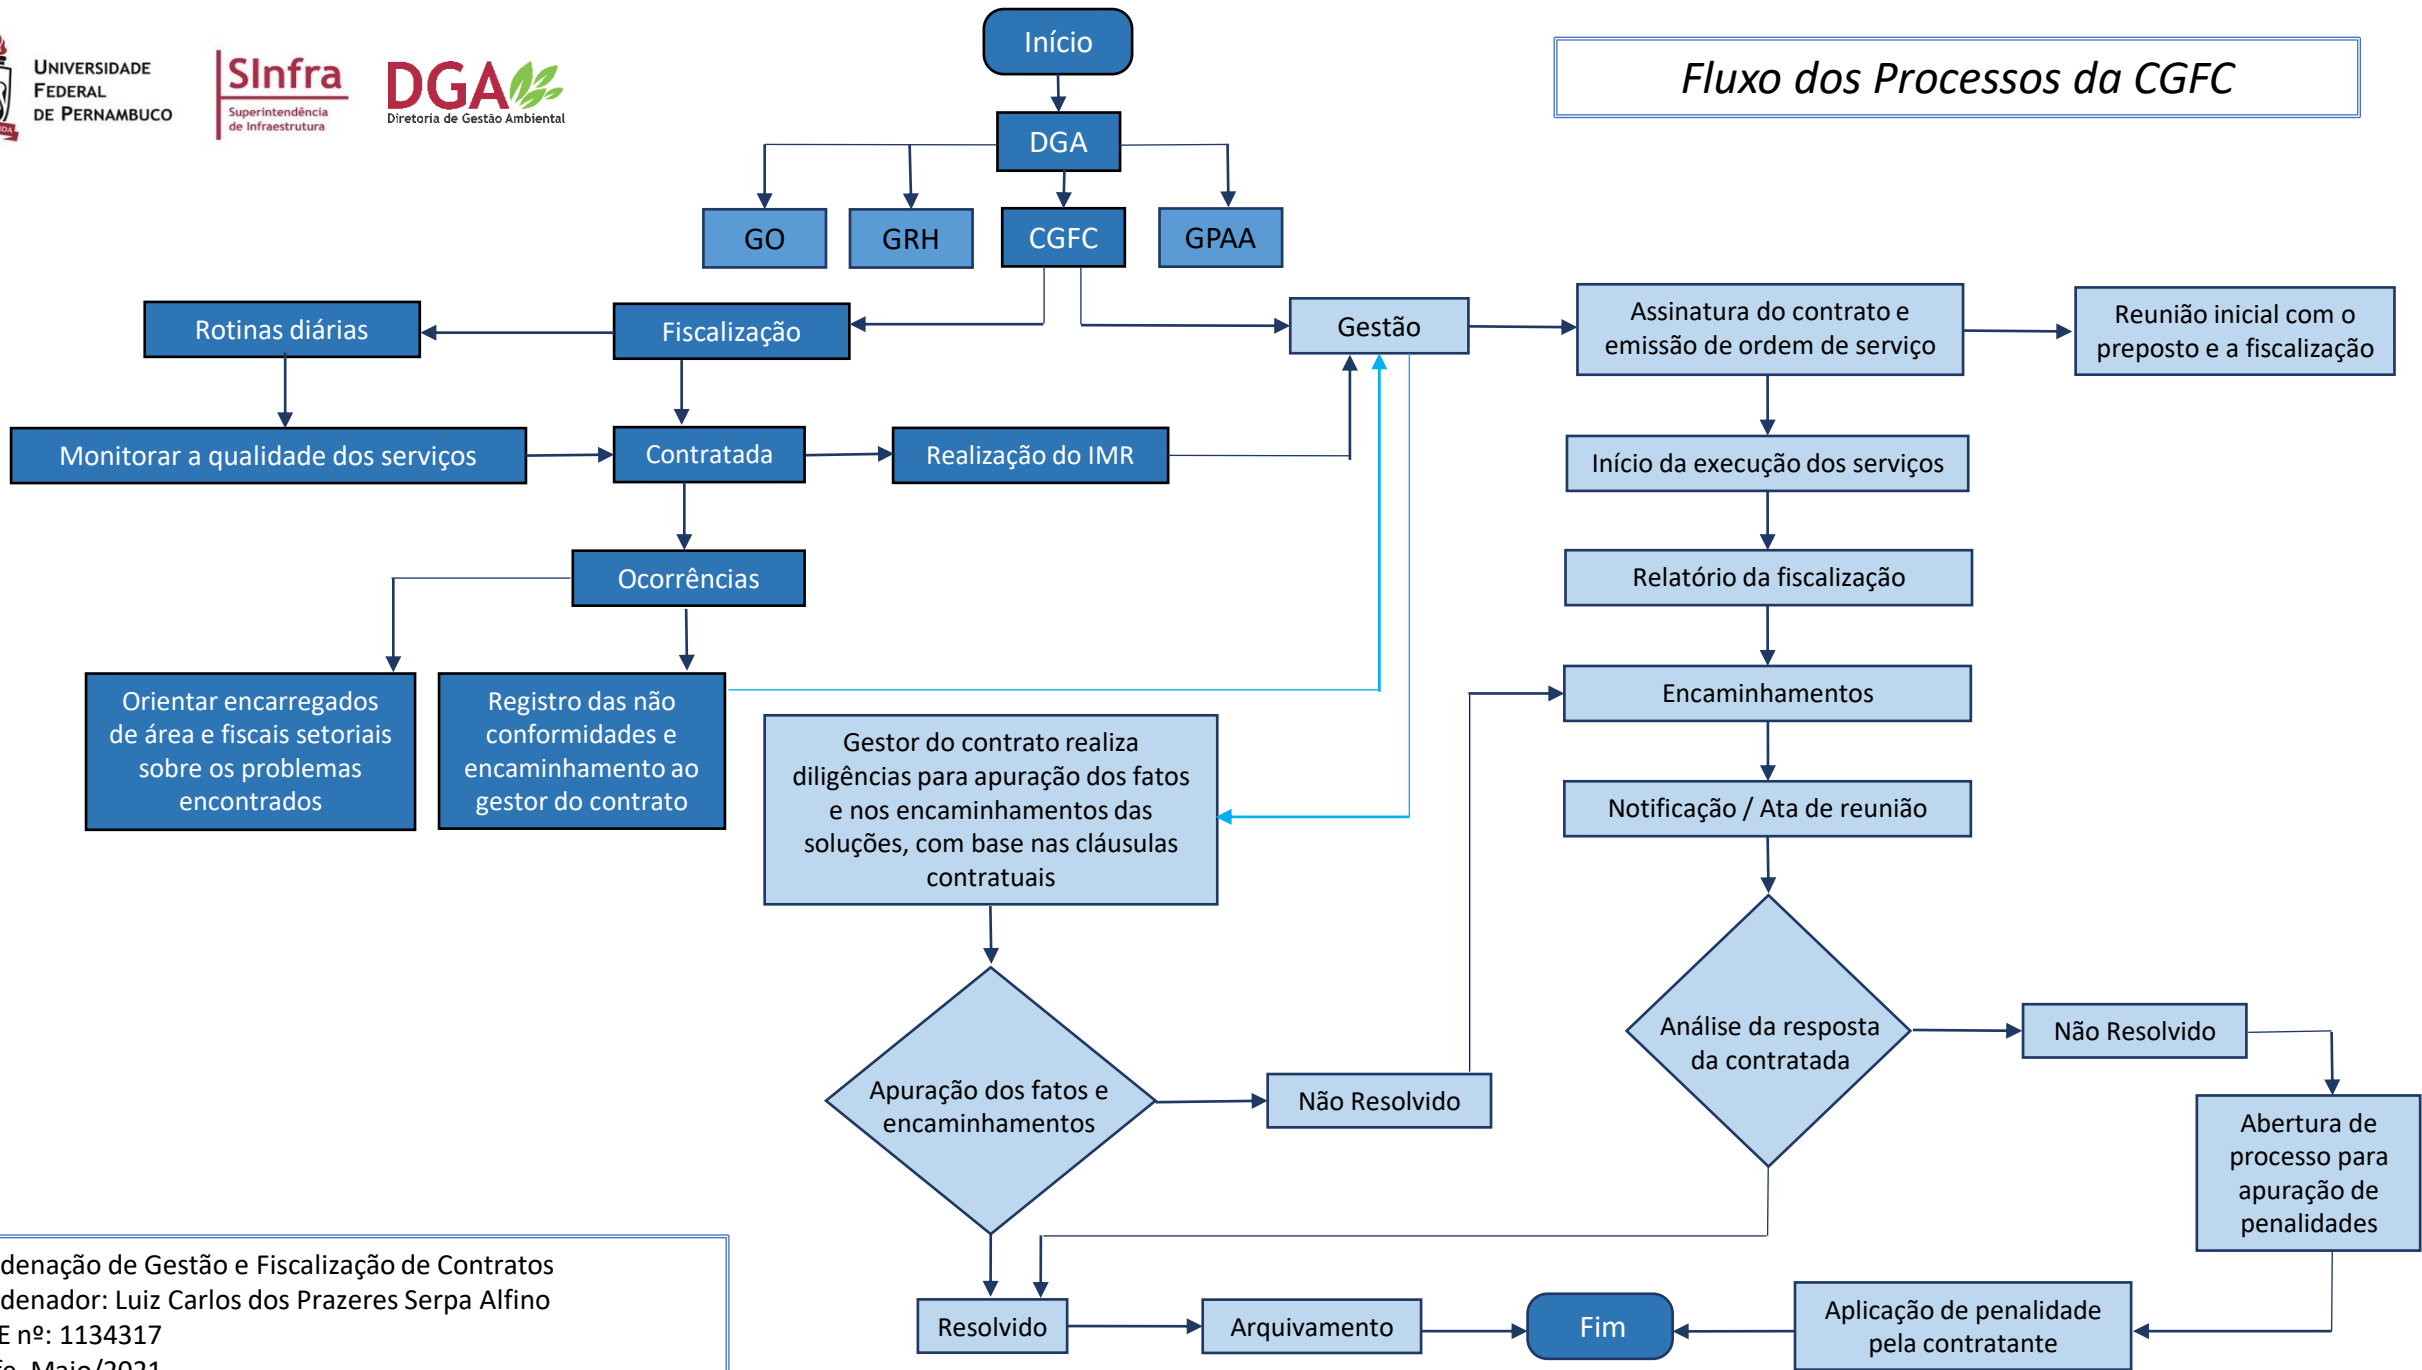 UNIVERSIDADE
FEDERAL
DE PERNAMBUCO
SInfra
Superintendência
de Infraestrutura
DGA
Diretoria de Gestão Ambiental
Início
Fluxo dos Processos da CGFC
DGA
GO
GRH
CGFC
GPAA
Rotinas diárias
Fiscalização
Gestão
Assinatura do contrato e
emissão de ordem de serviço
Reunião inicial com o
preposto e a fiscalização
Monitorar a qualidade dos serviços
Contratada
Realização do IMR
Início da execução dos serviços
Ocorrências
Relatório da fiscalização
Orientar encarregados
de área e fiscais setoriais
sobre os problemas
encontrados
Registro das não
conformidades e
encaminhamento ao
gestor do contrato
Encaminhamentos
Gestor do contrato realiza
diligências para apuração dos fatos
e nos encaminhamentos das
soluções, com base nas cláusulas
contratuais
Notificação / Ata de reunião
Análise da resposta
da contratada
Não Resolvido
Apuração dos fatos e
encaminhamentos
Não Resolvido
Abertura de
processo para
apuração de
penalidades
denação de Gestão e Fiscalização de Contratos
denador: Luiz Carlos dos Prazeres Serpa Alfino
E nº: 1134317
Maio/2021
Resolvido
Arquivamento
Fim
Aplicação de penalidade
pela contratante